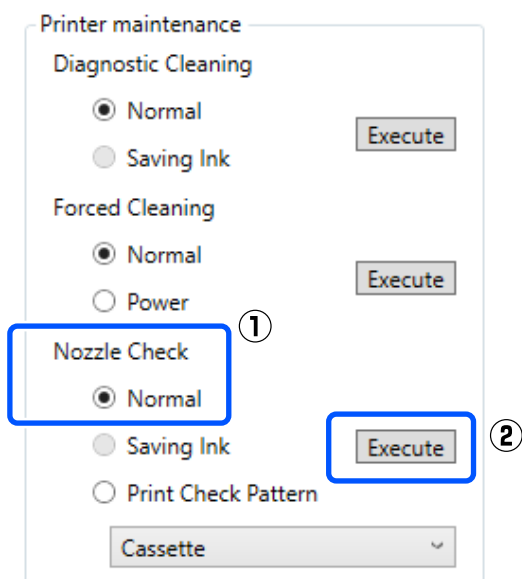 Printer maintenance
Diagnostic Cleaning
Normal
Execute
Saving Ink
Forced Cleaning
Normal
Execute
Power
①
Nozzle Check
Normal
②
Saving Ink
Execute
Print Check Pattern
Cassette